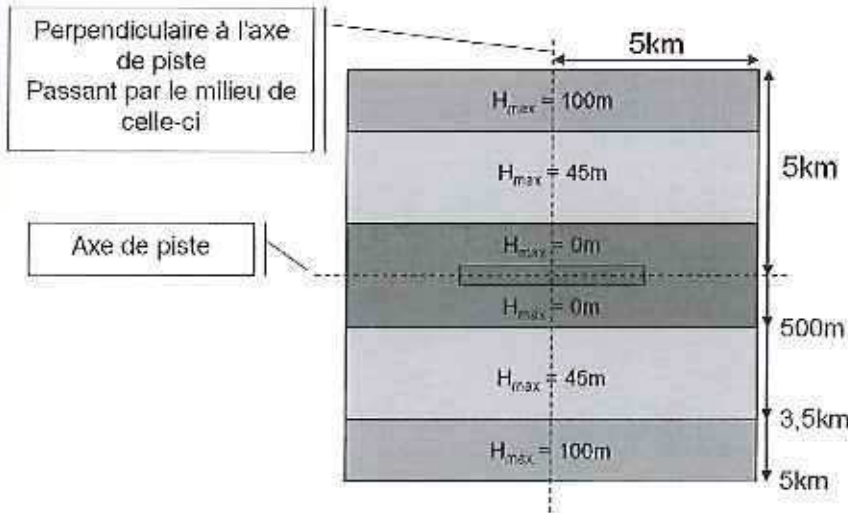 Perpendiculaire à l'axe
de piste
Passant par le milieu de
celle-ci
5km
Hmax = 100m
Hmax = 45m
5km
Axe de piste
Hmax = 0m
Hmax = 0m
500m
Hmax = 45m
3,5km
Hmax = 100m
5km